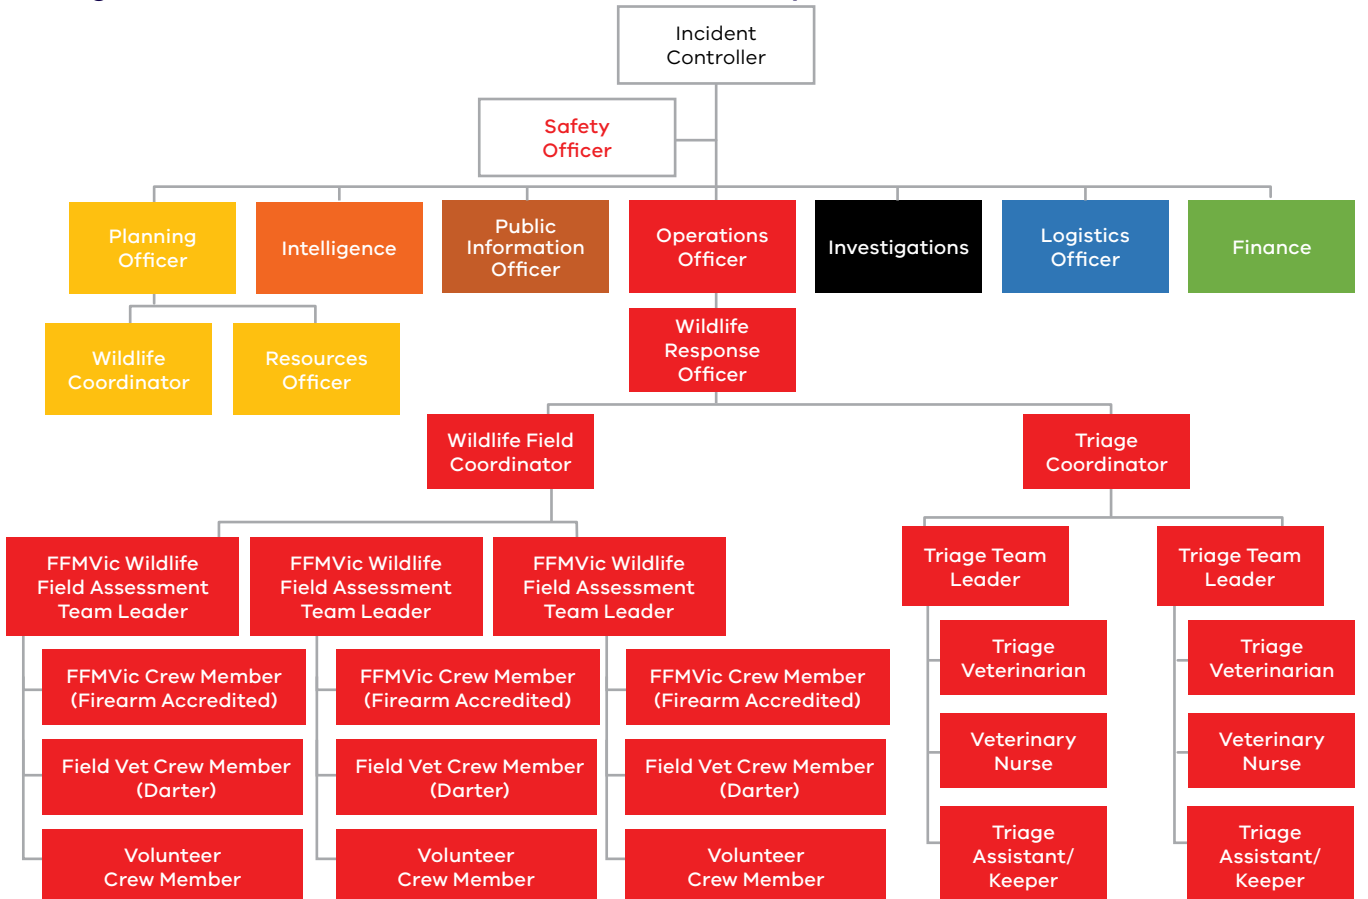 Incident
Controller
Safety
Officer
Planning
Officer
Intelligence
Public
Information
Officer
Operations
Officer
Investigations
Logistics
Officer
Finance
Wildlife
Coordinator
Resources
Officer
Wildlife
Response
Officer
Wildlife Field
Coordinator
Triage
Coordinator
FFMVic Wildlife
Field Assessment
Team Leader
FFMVic Wildlife
Field Assessment
Team Leader
FFMVic Wildlife
Field Assessment
Team Leader
Triage Team
Leader
Triage Team
Leader
FFMVic Crew Member
(Firearm Accredited)
FFMVic Crew Member
(Firearm Accredited)
FFMVic Crew Member
(Firearm Accredited)
Triage
Veterinarian
Triage
Veterinarian
Field Vet Crew Member
(Darter)
Field Vet Crew Member
(Darter)
Field Vet Crew Member
(Darter)
Veterinary
Nurse
Veterinary
Nurse
Volunteer
Crew Member
Volunteer
Crew Member
Volunteer
Crew Member
Triage
Assistant/
Keeper
Triage
Assistant/
Keeper